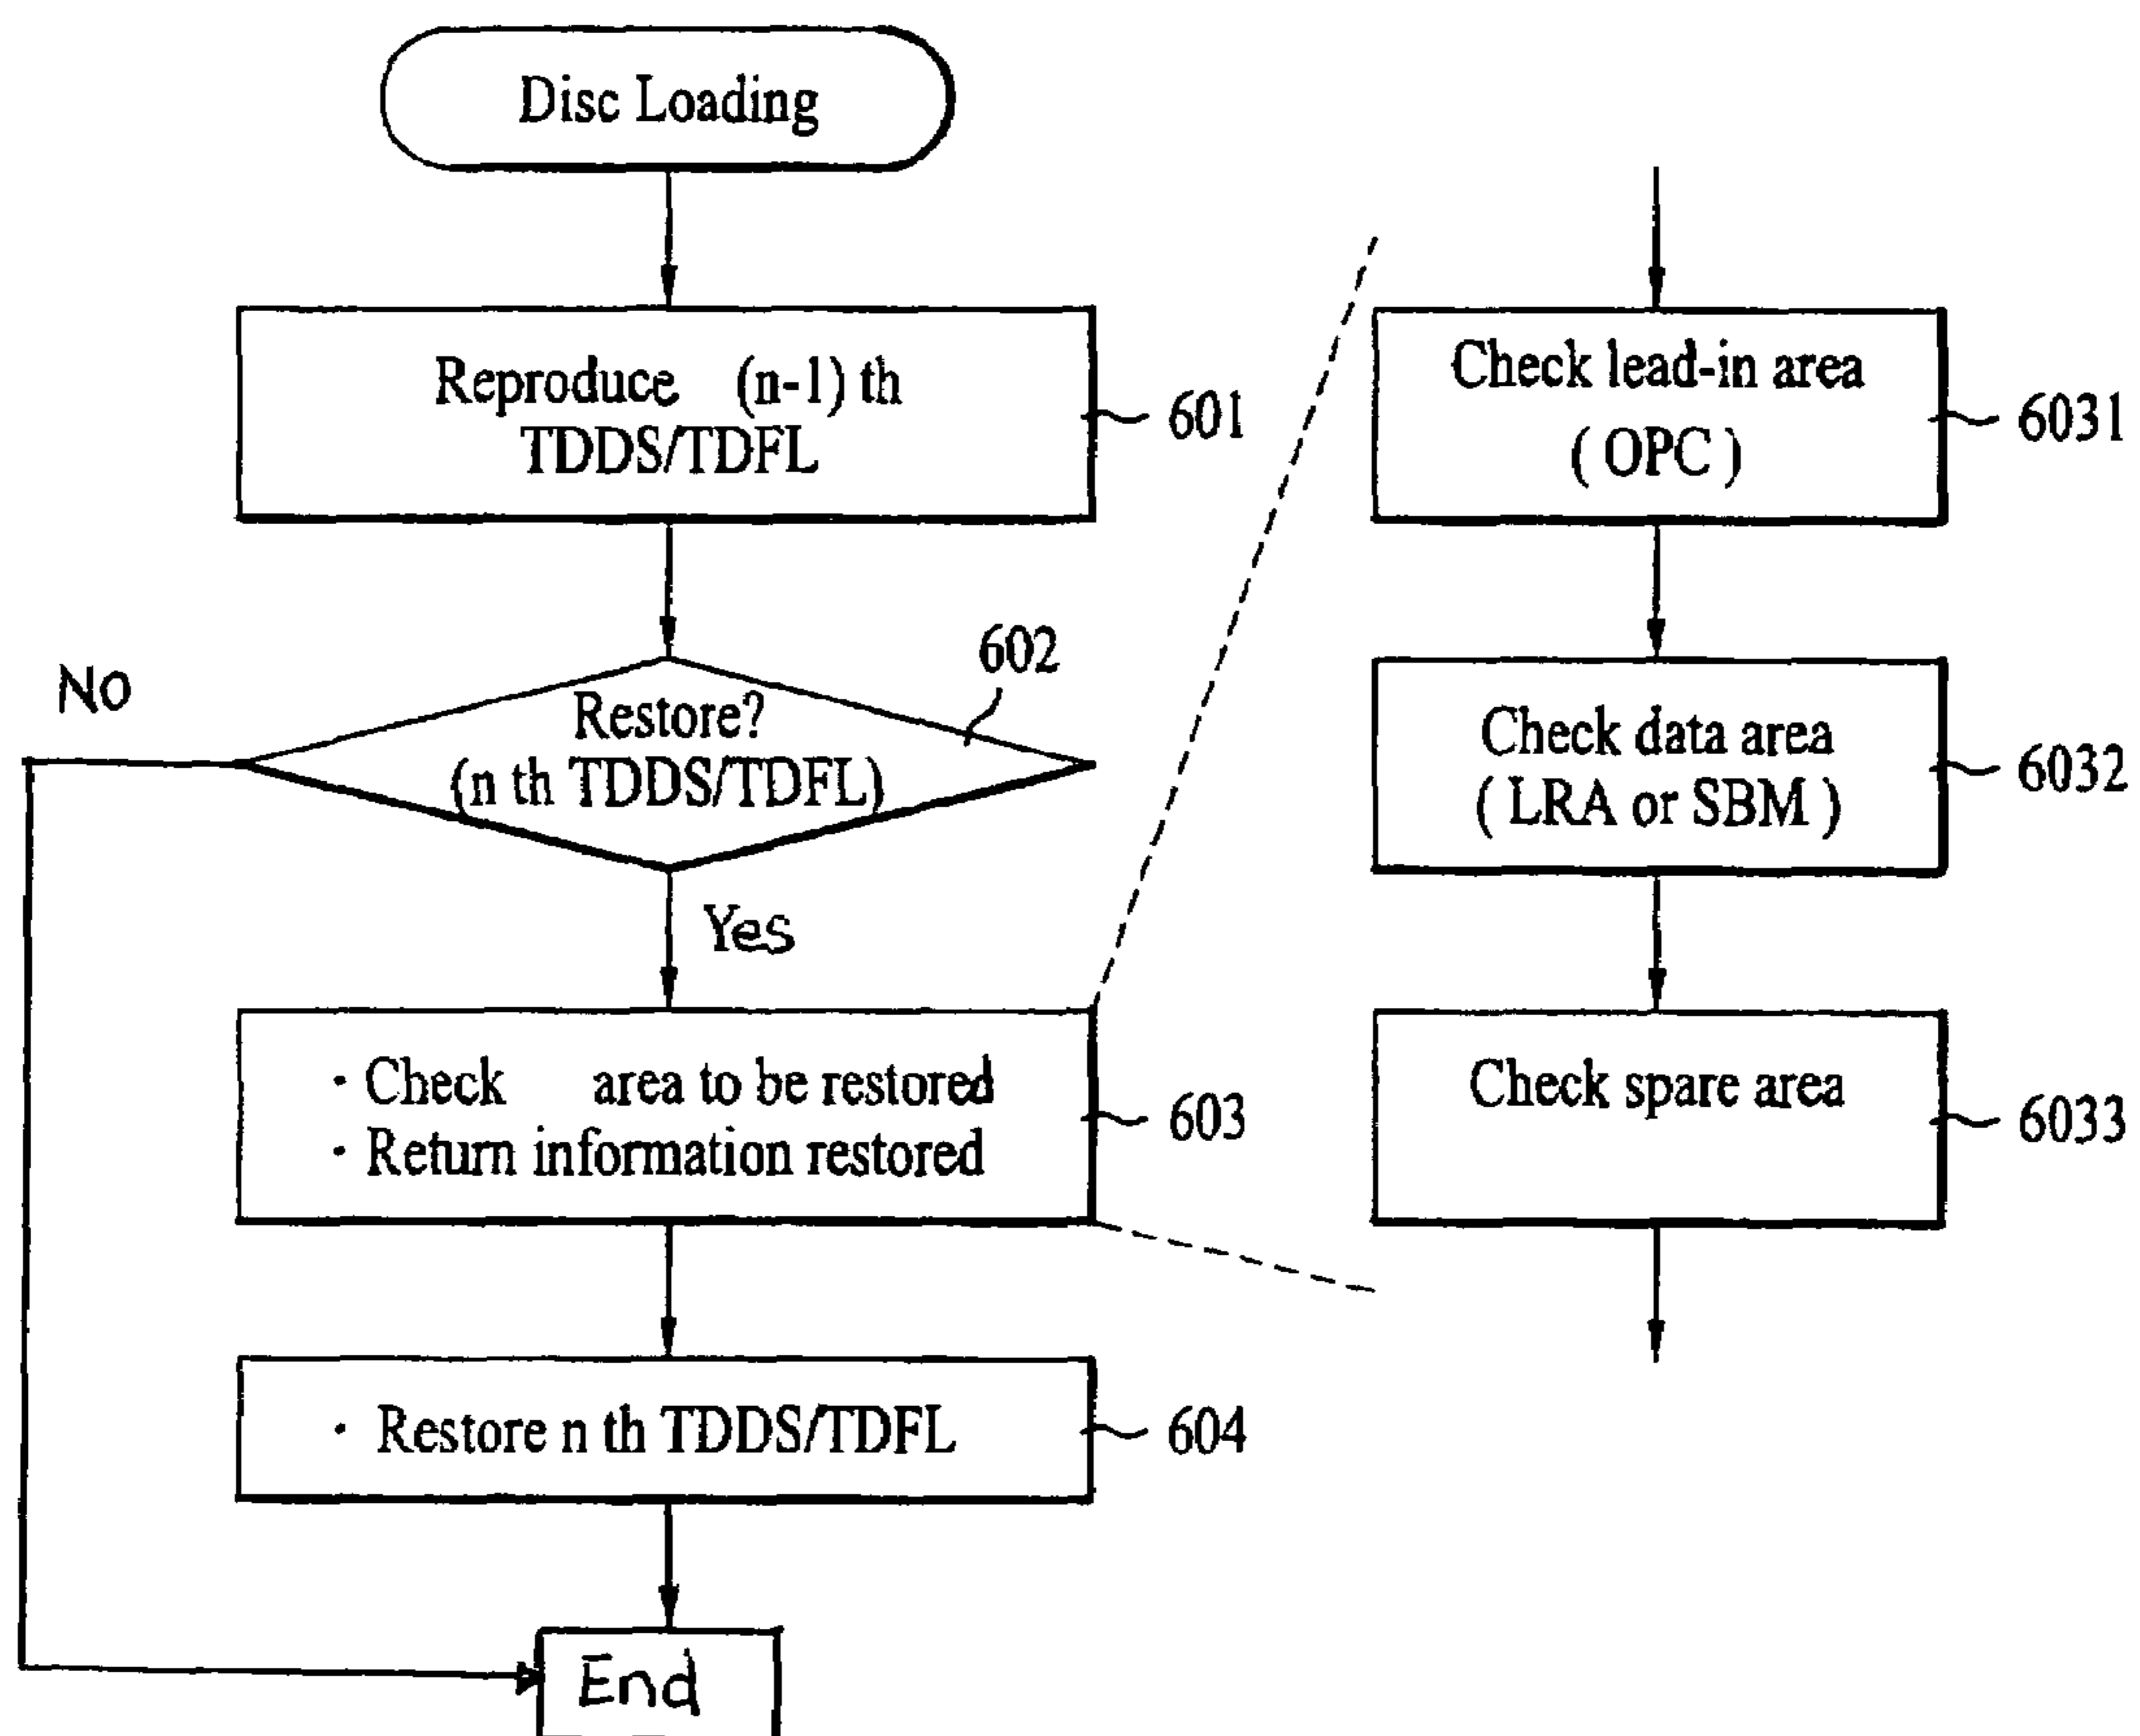 Disc Loading
Reproduce (n-1) th
TDDS/TDFL
601
602
No
Restore?
(n th TDDS/TDFL)
Yes
· Check area to be restored
· Return information restored
603
· Restore n th TDDS/TDFL
604
End
Check lead-in area
( OPC )
6031
Check data area
( LRA or SBM )
6032
Check spare area
6033